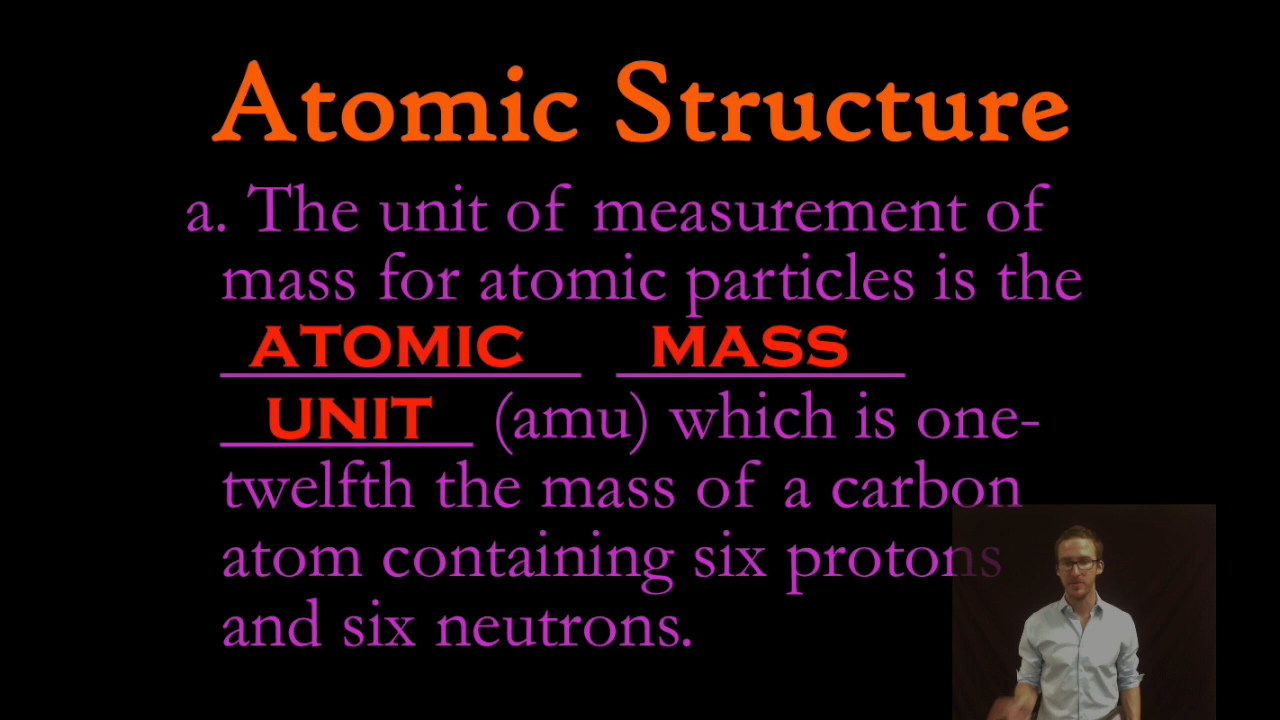 Atomic Structure
a. The unit of measurement of
mass for atomic particles is the
ATOMIC MASS
UNIT (amu) which is one-
twelfth the mass of a carbon
atom containing six protons
and six neutrons.